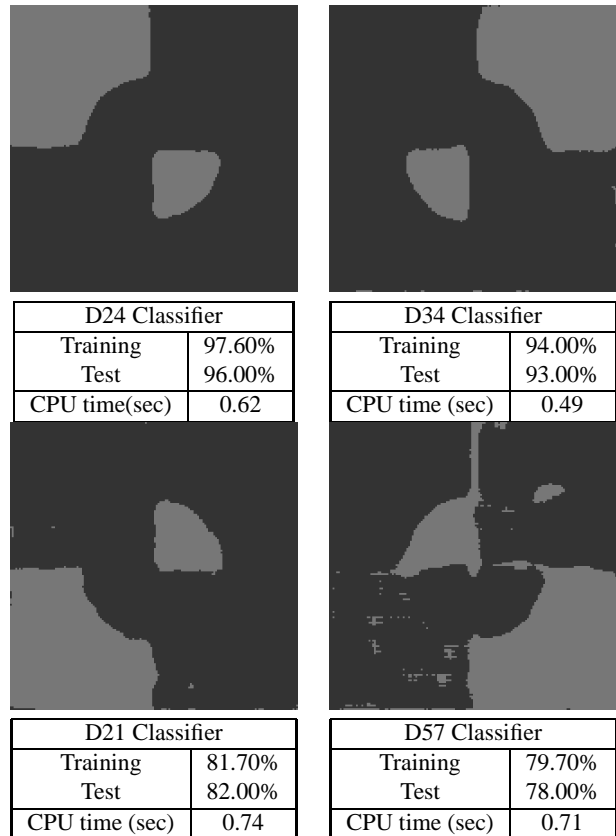 D24 Classifier
Training 97.60%
Test 96.00%
CPU time(sec) 0.62
D34 Classifier
Training 94.00%
Test 93.00%
CPU time (sec) 0.49
D21 Classifier
Training 81.70%
Test 82.00%
CPU time (sec) 0.74
D57 Classifier
Training 79.70%
Test 78.00%
CPU time (sec) 0.71